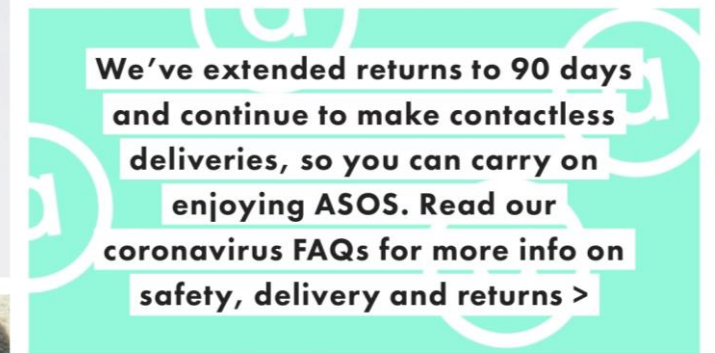 We've extended returns to 90 days
and continue to make contactless
deliveries, so you can carry on
enjoying ASOS. Read our
coronavirus FAQs for more info on
safety, delivery and returns >